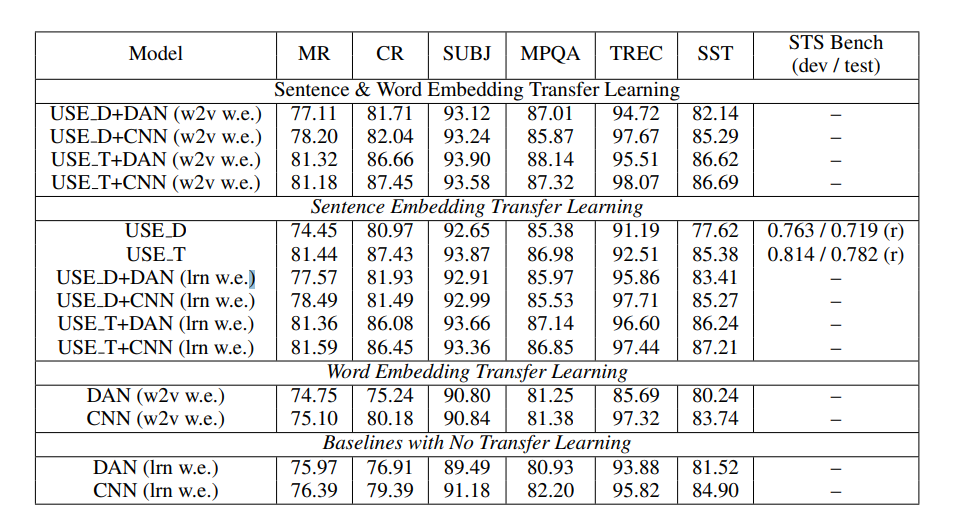 Model MR CR SUBJ MPQA TREC SST STS Bench
(dev / test)
Sentence & Word Embedding Transfer Learning
USE_D+DAN (w2v w.e.) 77.11 81.71 93.12 87.01 94.72 82.14 –
USE_D+CNN (w2v w.e.) 78.20 82.04 93.24 85.87 97.67 85.29 –
USE_T+DAN (w2v w.e.) 81.32 86.66 93.90 88.14 95.51 86.62 –
USE_T+CNN (w2v w.e.) 81.18 87.45 93.58 87.32 98.07 86.69 –
Sentence Embedding Transfer Learning
USE_D 74.45 80.97 92.65 85.38 91.19 77.62 0.763 / 0.719 (r)
USE_T 81.44 87.43 93.87 86.98 92.51 85.38 0.814 / 0.782 (r)
USE_D+DAN (lrn w.e.) 77.57 81.93 92.91 85.97 95.86 83.41 –
USE_D+CNN (lrn w.e.) 78.49 81.49 92.99 85.53 97.71 85.27 –
USE_T+DAN (lrn w.e.) 81.36 86.08 93.66 87.14 96.60 86.24 –
USE_T+CNN (lrn w.e.) 81.59 86.45 93.36 86.85 97.44 87.21 –
Word Embedding Transfer Learning
DAN (w2v w.e.) 74.75 75.24 90.80 81.25 85.69 80.24 –
CNN (w2v w.e.) 75.10 80.18 90.84 81.38 97.32 83.74 –
Baselines with No Transfer Learning
DAN (lrn w.e.) 75.97 76.91 89.49 80.93 93.88 81.52 –
CNN (lrn w.e.) 76.39 79.39 91.18 82.20 95.82 84.90 –